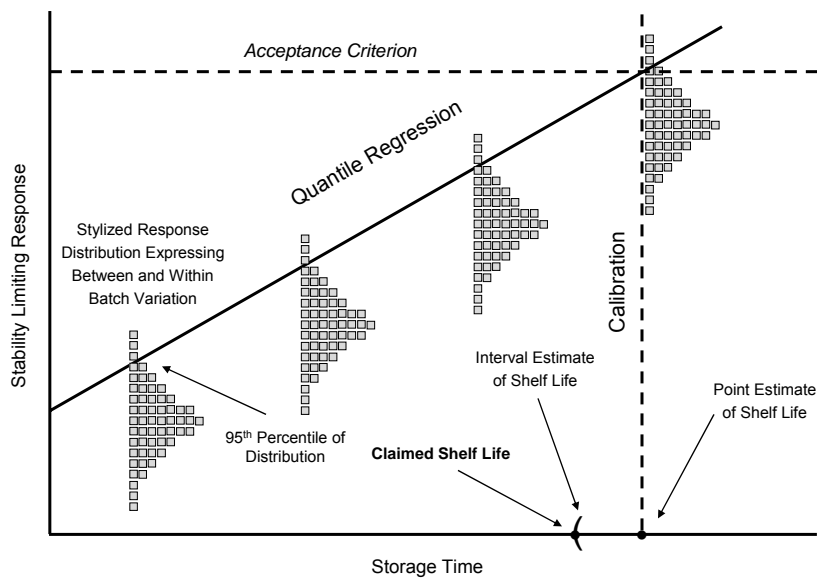 Acceptance Criterion
Quantile Regression
Stylized Response
Distribution Expressing
Between and Within
Batch Variation
Stability Limiting Response
Calibration
Interval Estimate
of Shelf Life
Point Estimate
of Shelf Life
95th Percentile of
Distribution
Claimed Shelf Life
(
Storage Time